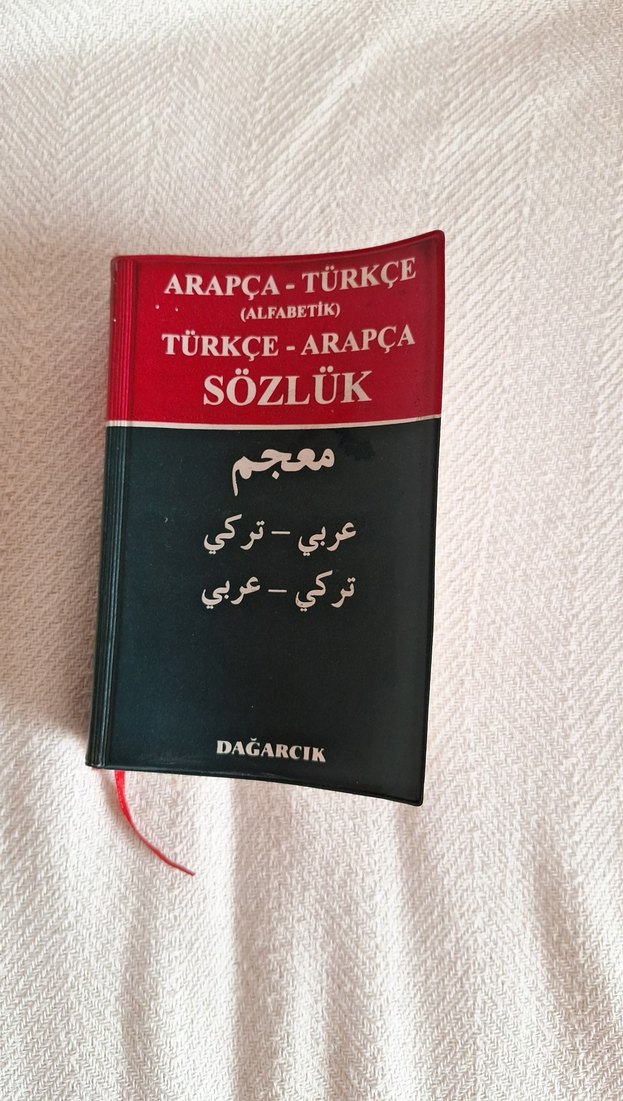 ARAPÇA - TÜRKÇE
(ALFABETİK)
TÜRKÇE - ARAPÇA
SÖZLÜK
معجم
عربي – تركي
تركي – عربي
DAĞARCIK